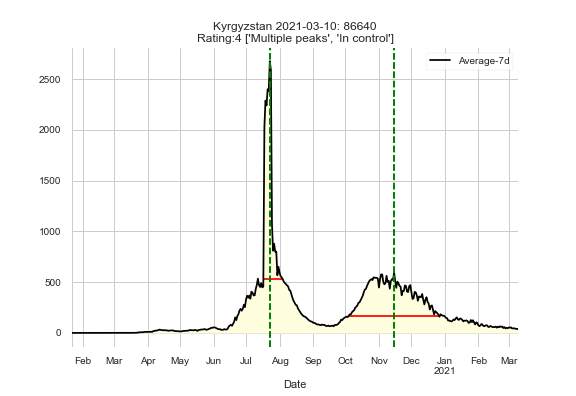 Kyrgyzstan 2021-03-10: 86640
Rating:4 ['Multiple peaks', 'In control']
Average-7d
2500
2000
1500
1000
500
0
Feb Mar Apr May Jun Jul Aug Sep Oct Nov Dec Jan Feb Mar
2021
Date